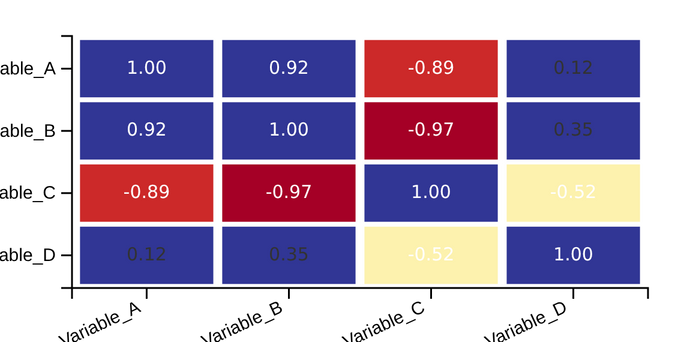 able_A 1.00 0.92 -0.89 0.12
able_B 0.92 1.00 -0.97 0.35
able_C -0.89 -0.97 1.00 -0.52
able_D 0.12 0.35 -0.52 1.00
Variable_A Variable_B Variable_C Variable_D